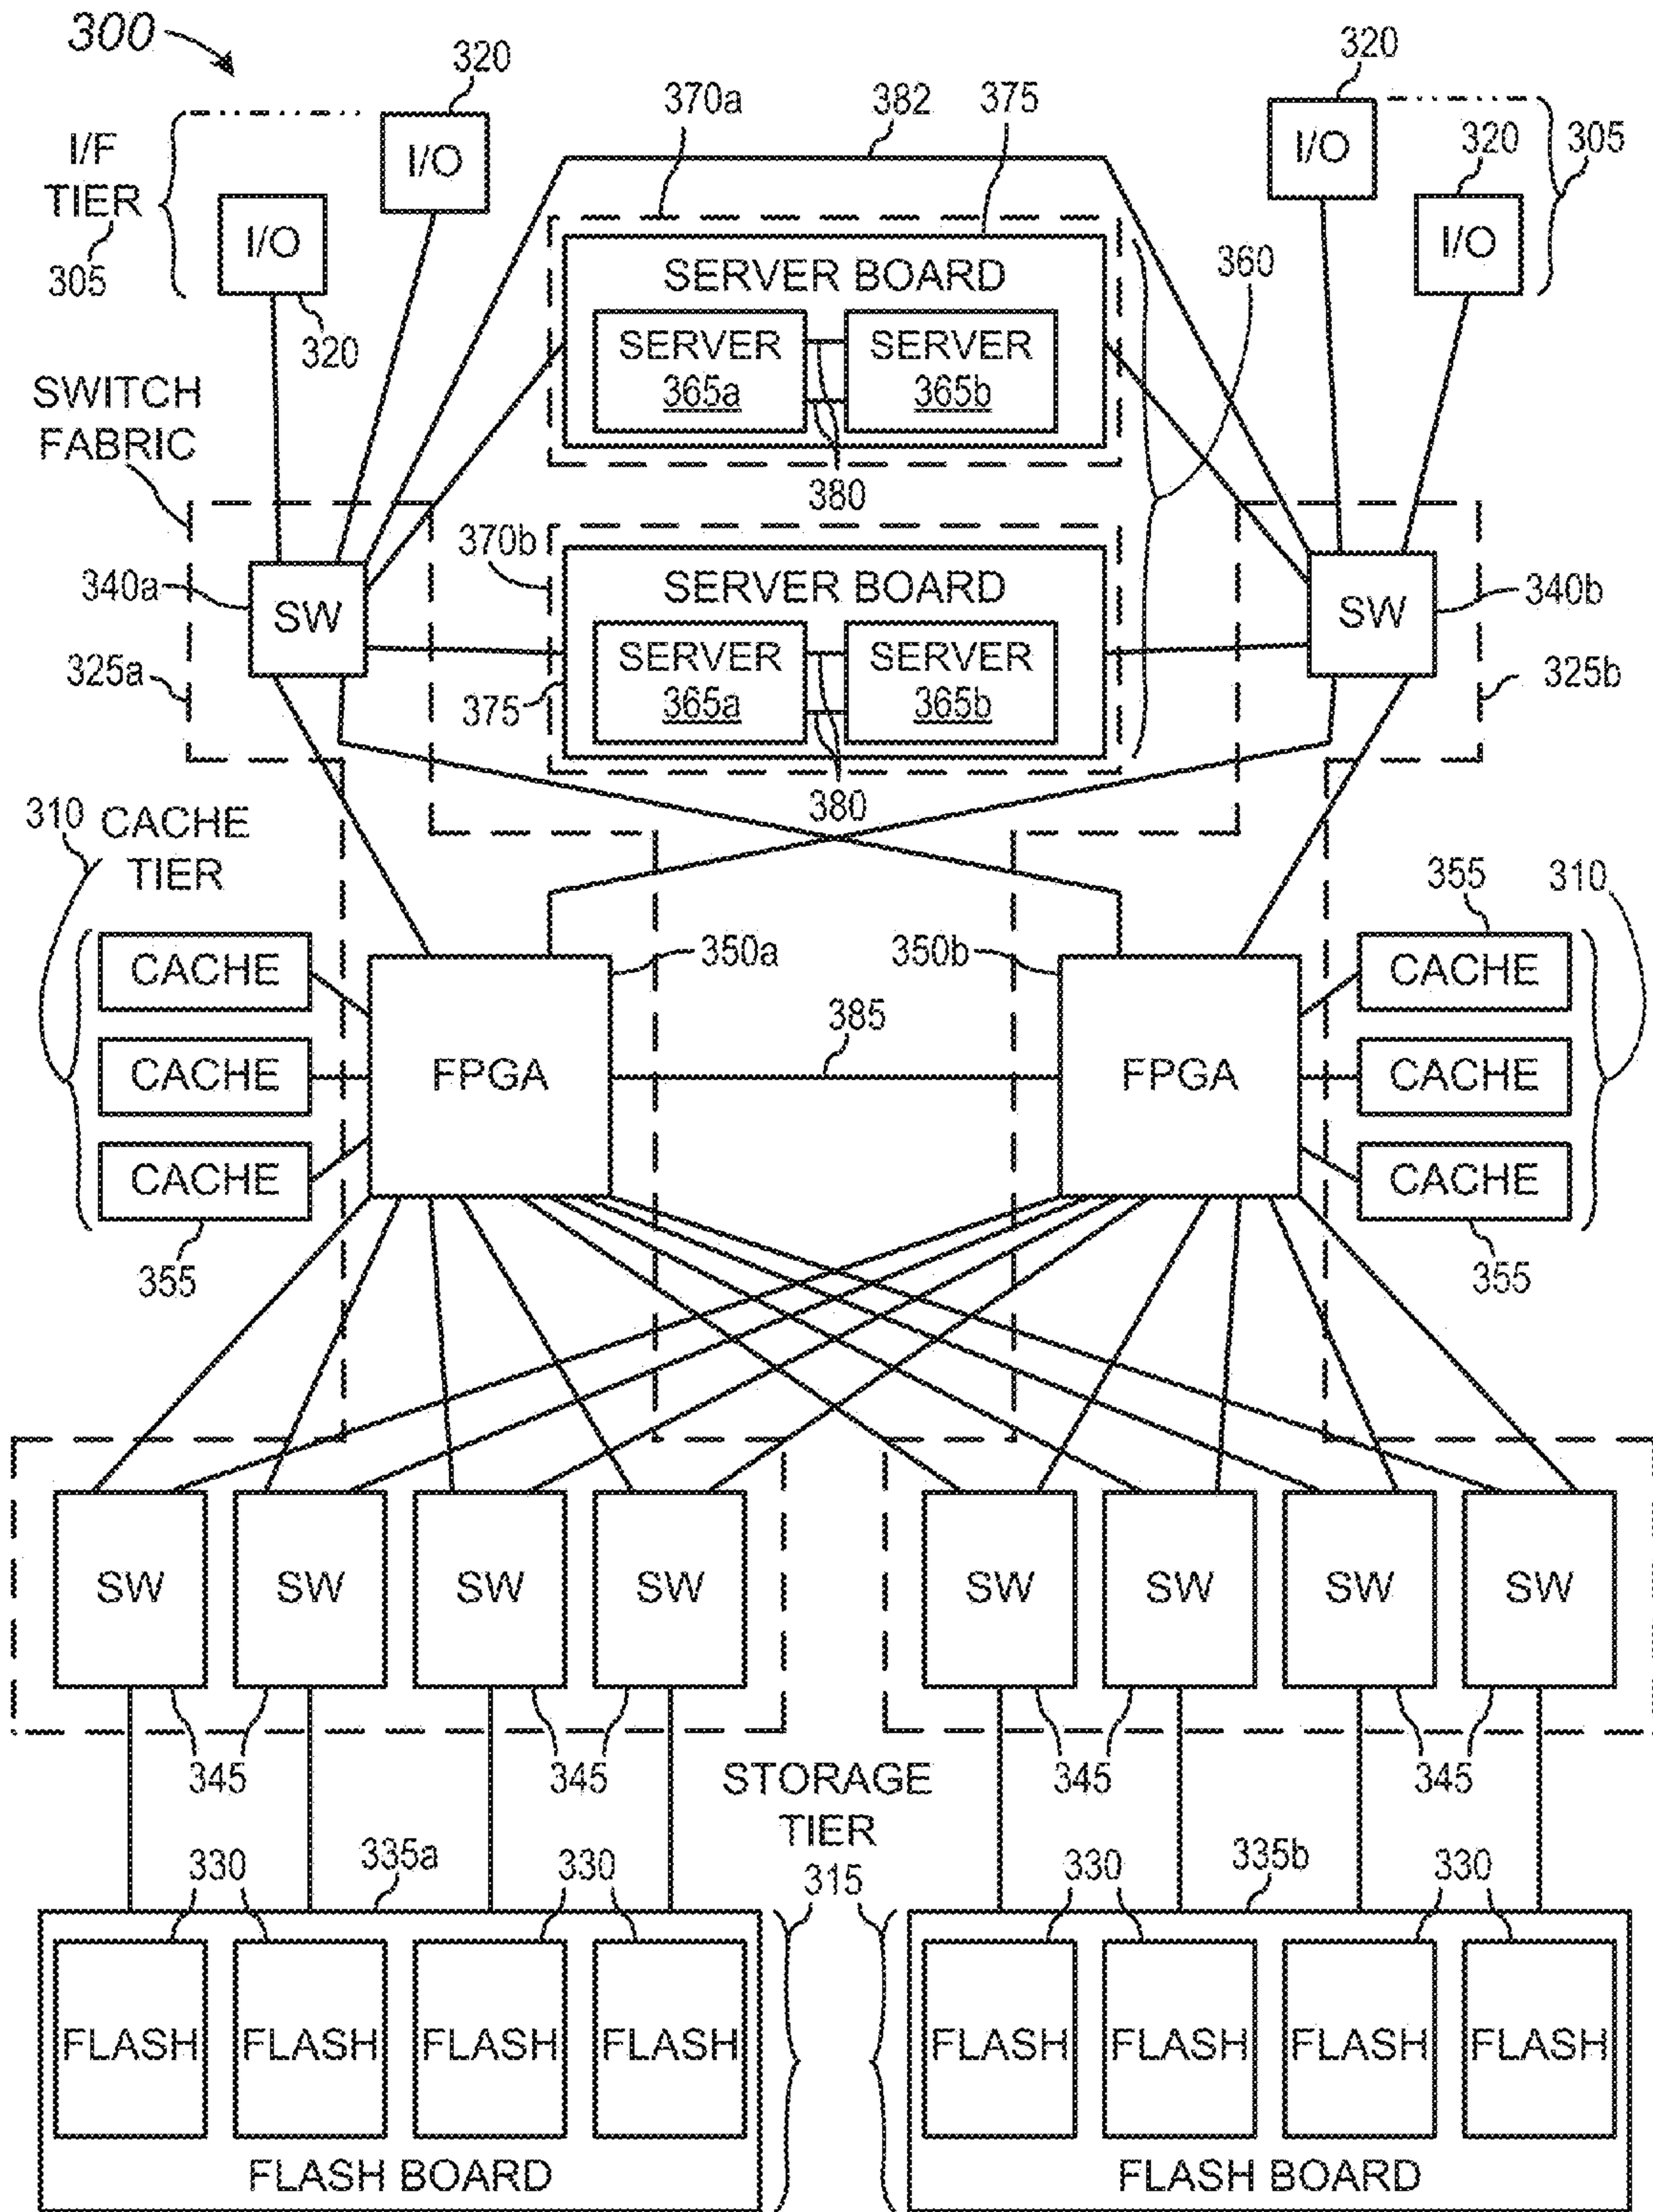 300
320
320
370a
382
375
I/F
TIER
305
I/O
I/O
320
I/O
320
I/O
305
SERVER BOARD
360
SERVER
365a
SERVER
365b
380
SWITCH
FABRIC
340a
SW
325a
370b
SERVER BOARD
375
SERVER
365a
SERVER
365b
380
SW
340b
325b
310
CACHE
TIER
355
310
CACHE
CACHE
CACHE
355
350a
FPGA
385
350b
FPGA
CACHE
CACHE
CACHE
355
SW
SW
SW
SW
SW
SW
SW
SW
345
345
STORAGE
TIER
315
345
345
330
335a
330
330
335b
330
FLASH
FLASH
FLASH
FLASH
FLASH
FLASH
FLASH
FLASH
FLASH BOARD
FLASH BOARD